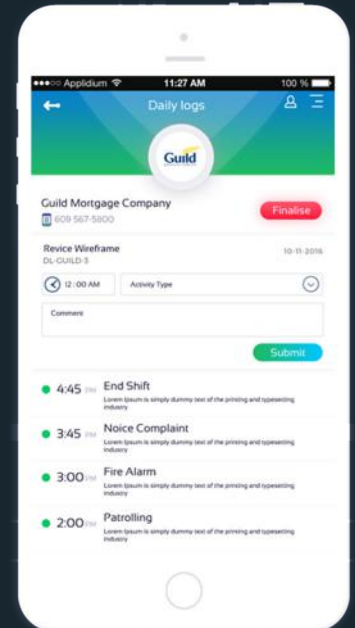 Applidium 11:27 AM 100 %
Daily logs
Guild
Guild Mortgage Company
609 567-5800
Finalise
Revice Wireframe
10-11-2016
DL-GUILD-3
12 : 00 AM Activity Type
Comment
Submit
4:45 PM End Shift
Lorem Ipsum is simply dummy text of the printing and typesetting
industry
3:45 PM Noice Complaint
Lorem Ipsum is simply dummy text of the printing and typesetting
industry
3:00 PM Fire Alarm
Lorem Ipsum is simply dummy text of the printing and typesetting
industry
2:00 PM Patrolling
Lorem Ipsum is simply dummy text of the printing and typesetting
industry